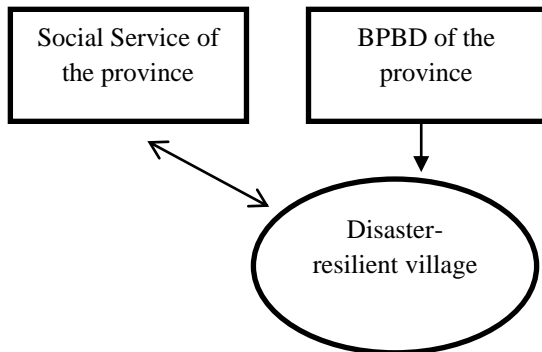 Social Service of
the province
BPBD of the
province
Disaster-
resilient village